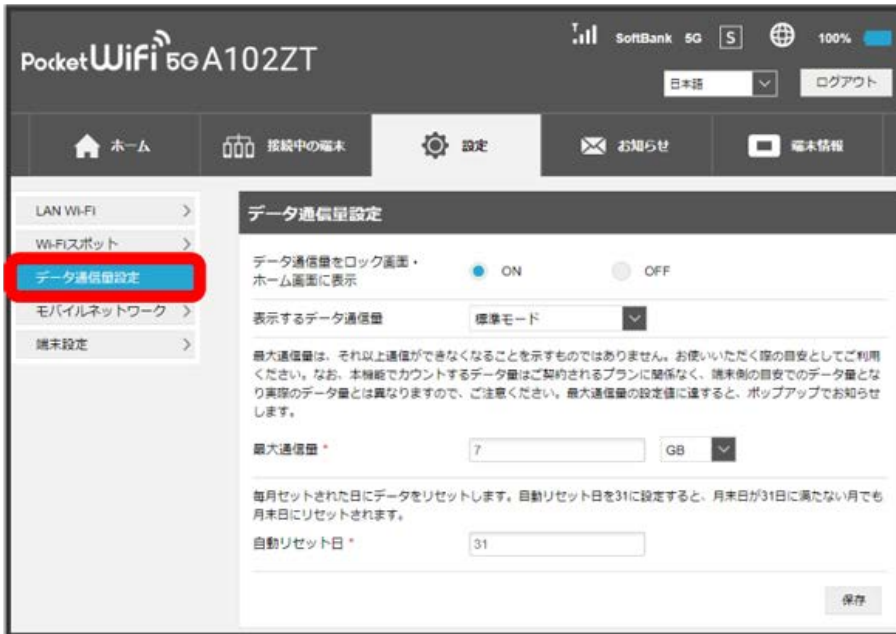 SoftBank 5G S 100%
Pocket WiFi 5G A102ZT
日本語 ログアウト
ホーム 接続中の端末 設定 お知らせ 端末情報
LAN Wi-Fi
Wi-Fiスポット
データ通信量設定
モバイルネットワーク
端末設定
データ通信量設定
データ通信量をロック画面・
ホーム画面に表示
ON OFF
表示するデータ通信量 標準モード
最大通信量は、それ以上通信ができなくなることを示すものではありません。お使いいただく際の目安としてご利用
ください。なお、本機能でカウントするデータ量はご契約されるプランに関係なく、端末側の目安でのデータ量とな
り実際のデータ量とは異なりますので、ご注意ください。最大通信量の設定値に達すると、ポップアップでお知らせ
します。
最大通信量 * 7 GB
毎月セットされた日にデータをリセットします。自動リセット日を31に設定すると、月末日が31日に満たない月でも
月末日にリセットされます。
自動リセット日 * 31
保存